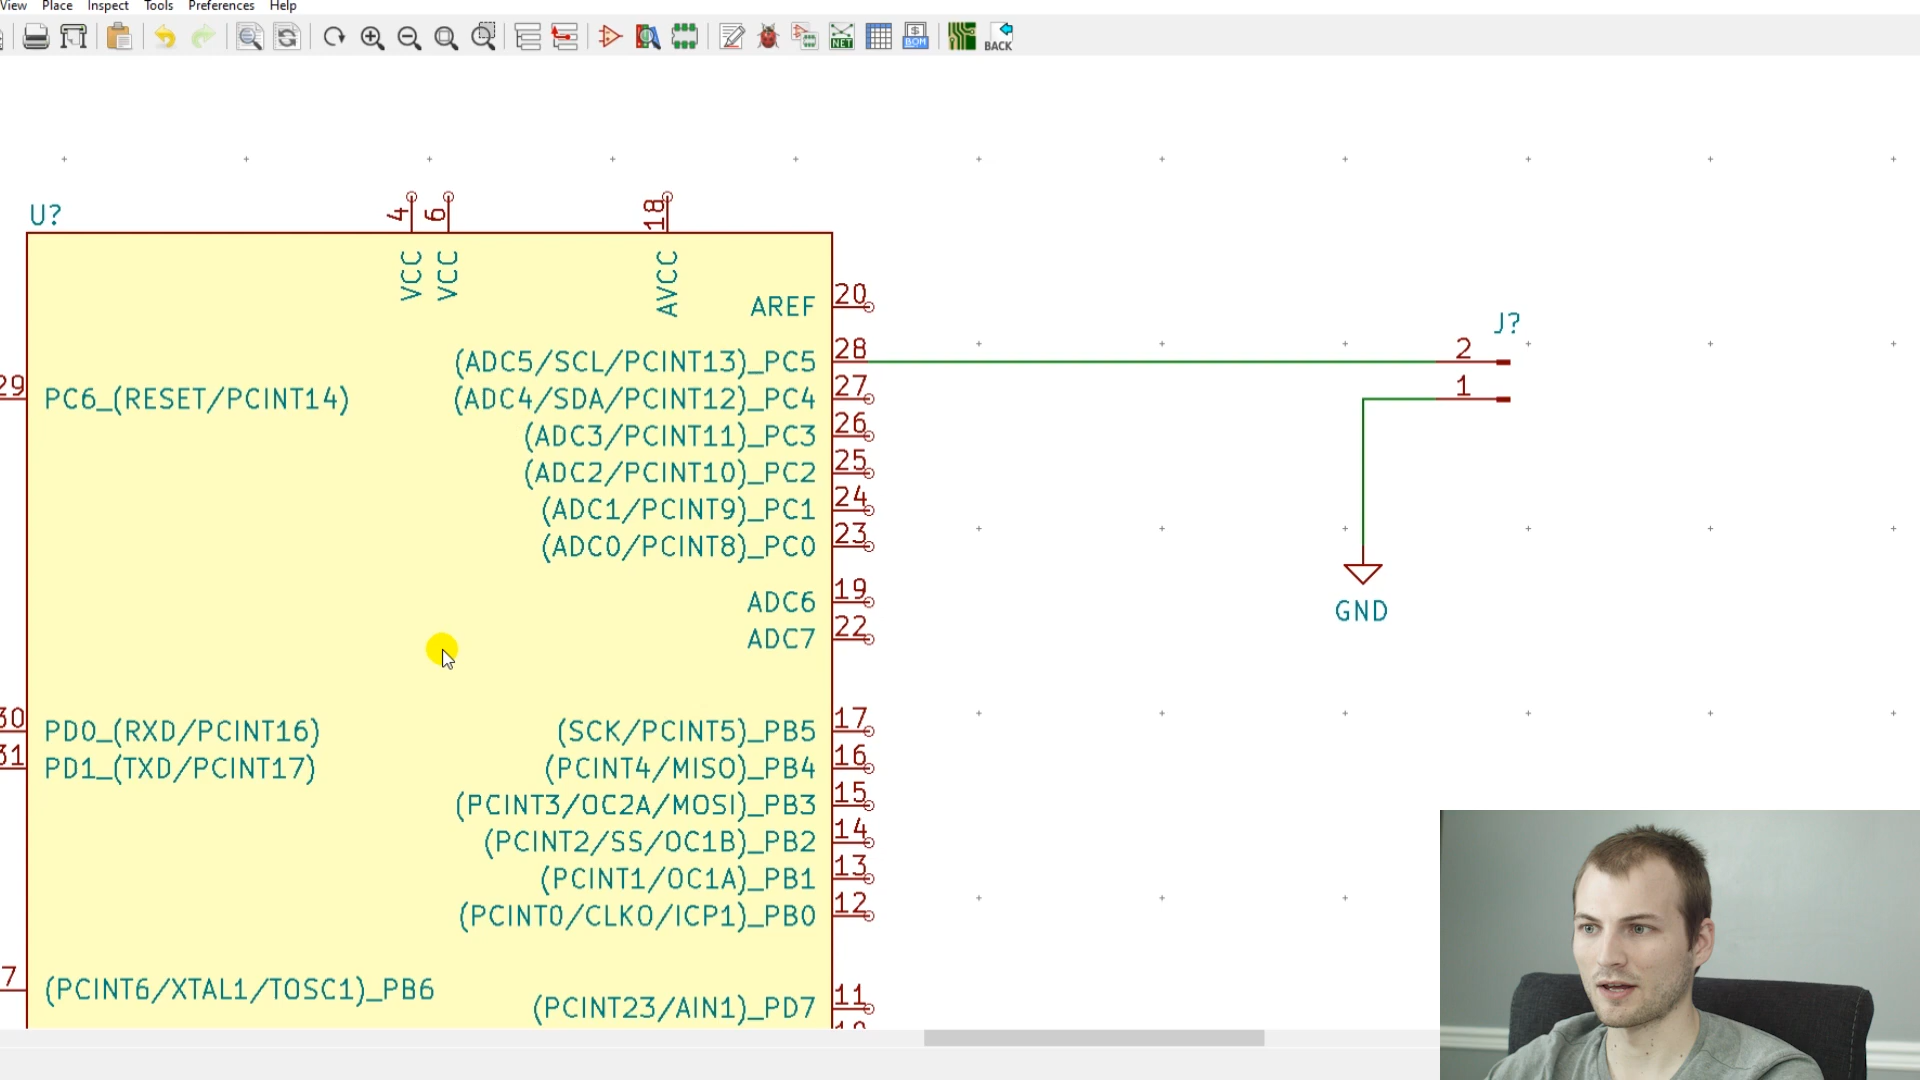 View Place Inspect Tools Preferences Help
NET
BOM
BACK
U?
4 6 18
VCC VCC AVCC
AREF 20
J?
(ADC5/SCL/PCINT13)_PC5 28 2
29 PC6_(RESET/PCINT14) (ADC4/SDA/PCINT12)_PC4 27 1
(ADC3/PCINT11)_PC3 26
(ADC2/PCINT10)_PC2 25
(ADC1/PCINT9)_PC1 24
(ADC0/PCINT8)_PC0 23
ADC6 19
GND
ADC7 22
30 PD0_(RXD/PCINT16) (SCK/PCINT5)_PB5 17
31 PD1_(TXD/PCINT17) (PCINT4/MISO)_PB4 16
(PCINT3/OC2A/MOSI)_PB3 15
(PCINT2/SS/OC1B)_PB2 14
(PCINT1/OC1A)_PB1 13
(PCINT0/CLKO/ICP1)_PB0 12
7 (PCINT6/XTAL1/TOSC1)_PB6
(PCINT23/AIN1)_PD7 11